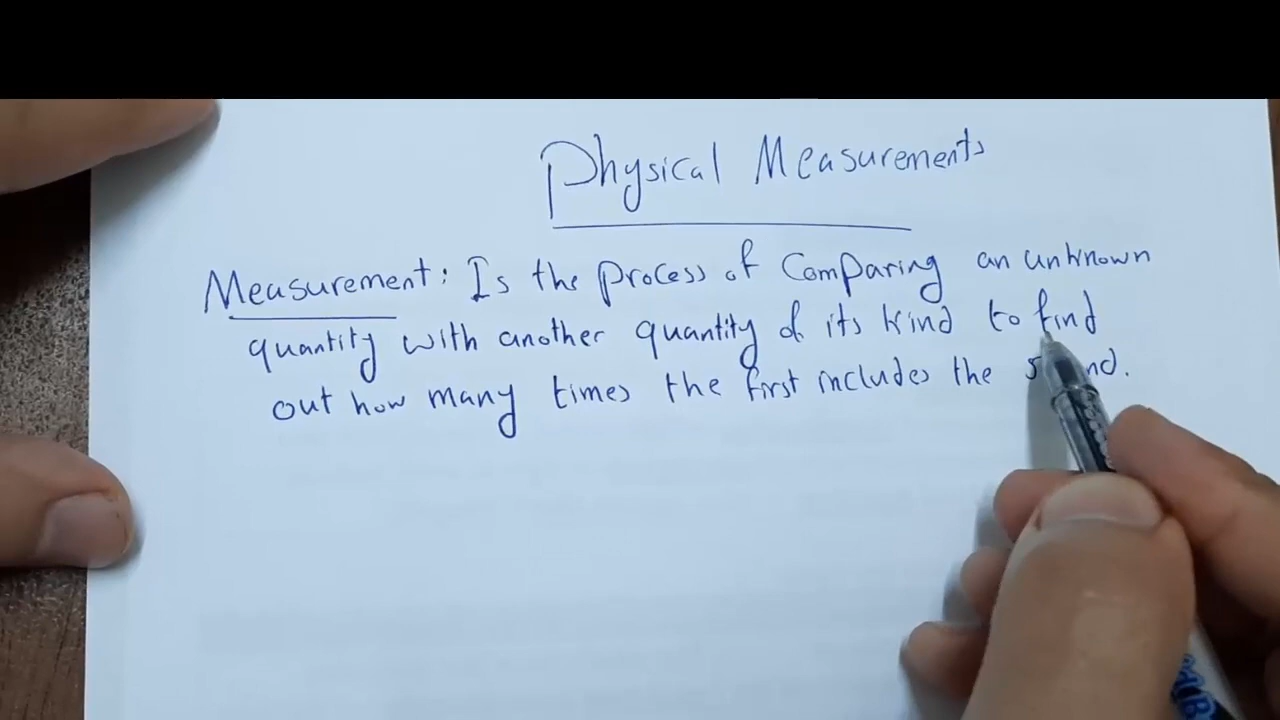 Physical Measurements
Measurement: Is the process of Comparing an unknown
quantity with another quantity of its kind to find
out how many times the first includes the